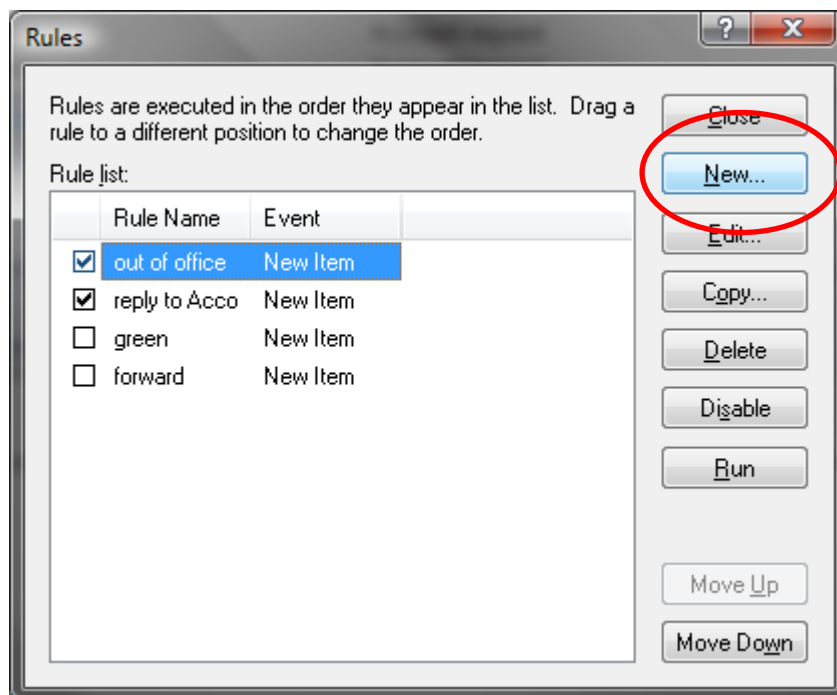 Rules
Rules are executed in the order they appear in the list. Drag a
rule to a different position to change the order.
Rule list:
Rule Name Event
out of office New Item
reply to Acco New Item
green New Item
forward New Item
Close
New...
Edit...
Copy...
Delete
Disable
Run
Move Up
Move Down